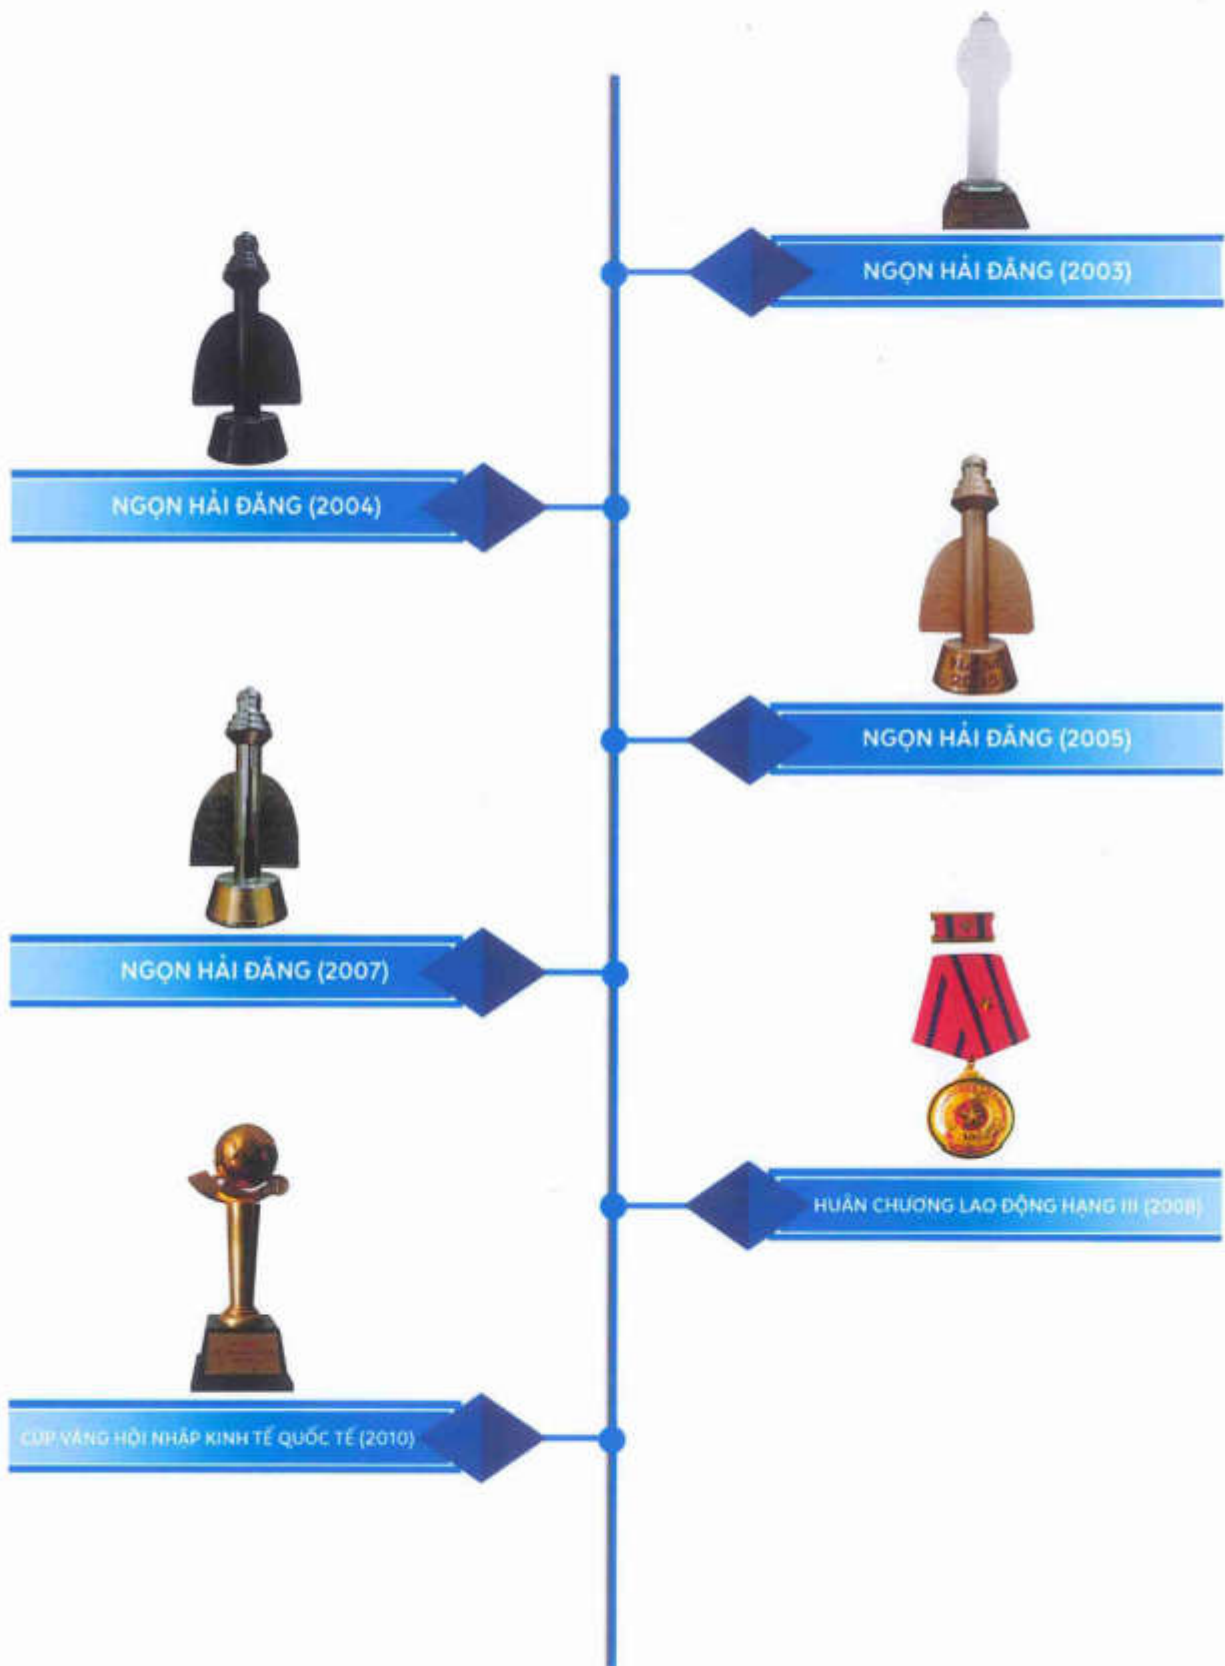 NGỌN HẢI ĐĂNG (2003)
NGỌN HẢI ĐĂNG (2004)
NGỌN HẢI ĐĂNG (2005)
NGỌN HẢI ĐĂNG (2007)
HUÂN CHƯƠNG LAO ĐỘNG HẠNG III (2008)
CÚP VÀNG HỘI NHẬP KINH TẾ QUỐC TẾ (2010)